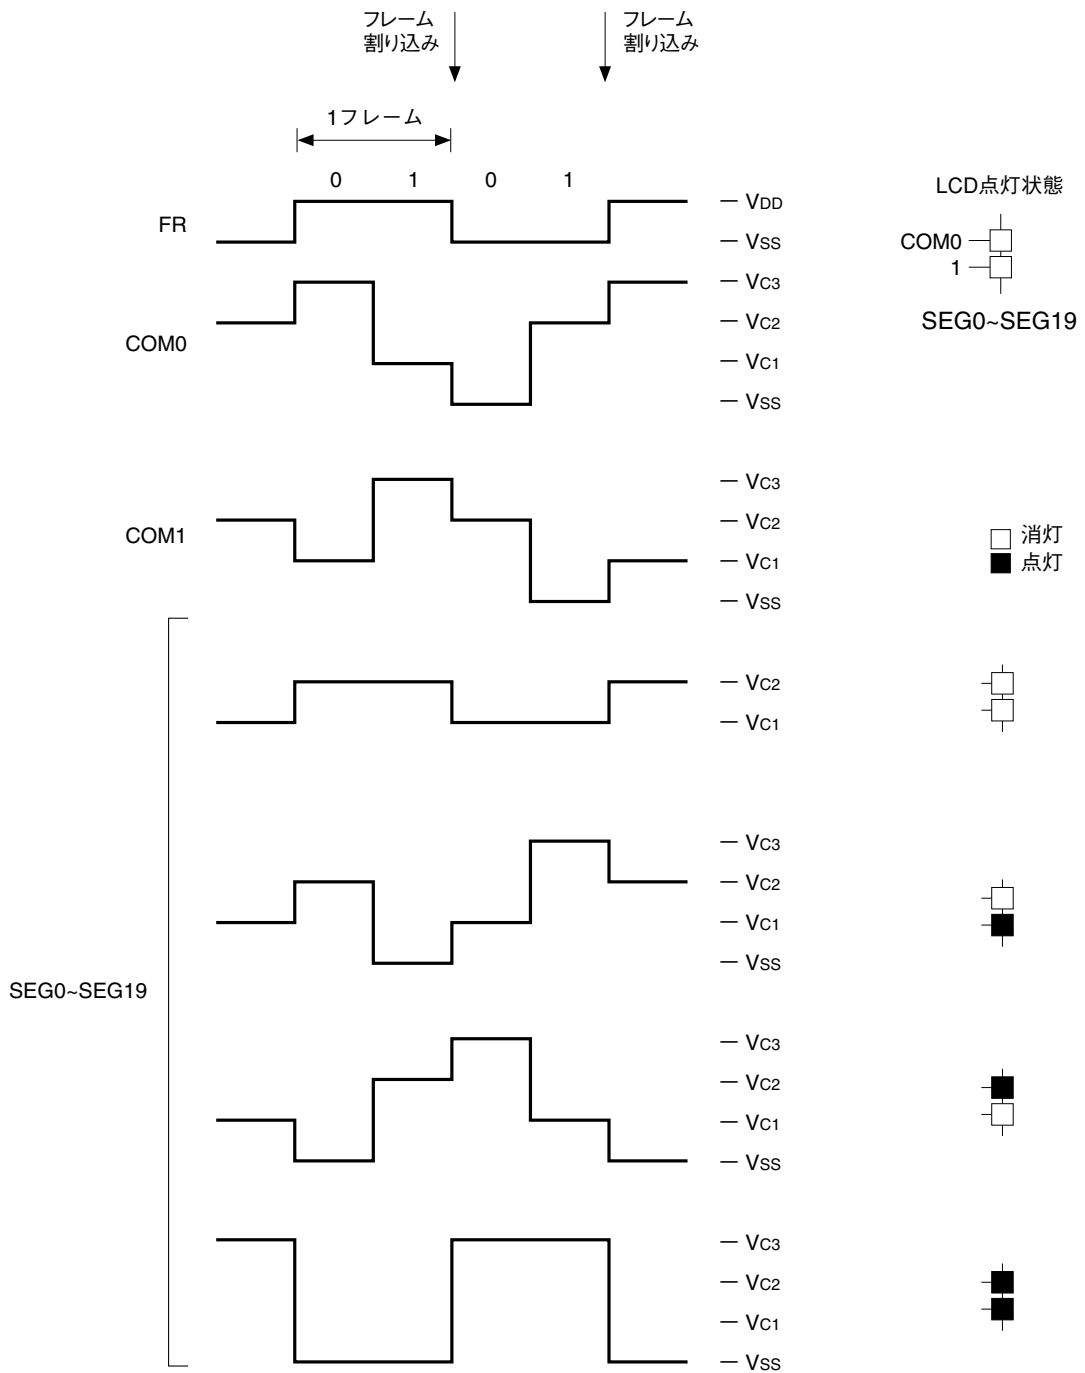 フレーム
割り込み
フレーム
割り込み
1フレーム
0 1 0 1
FR
VDD
VSS
LCD点灯状態
COM0
1
SEG0~SEG19
COM0
VC3
VC2
VC1
VSS
COM1
VC3
VC2
VC1
VSS
消灯
点灯
SEG0~SEG19
VC2
VC1
VC3
VC2
VC1
VSS
VC3
VC2
VC1
VSS
VC3
VC2
VC1
VSS